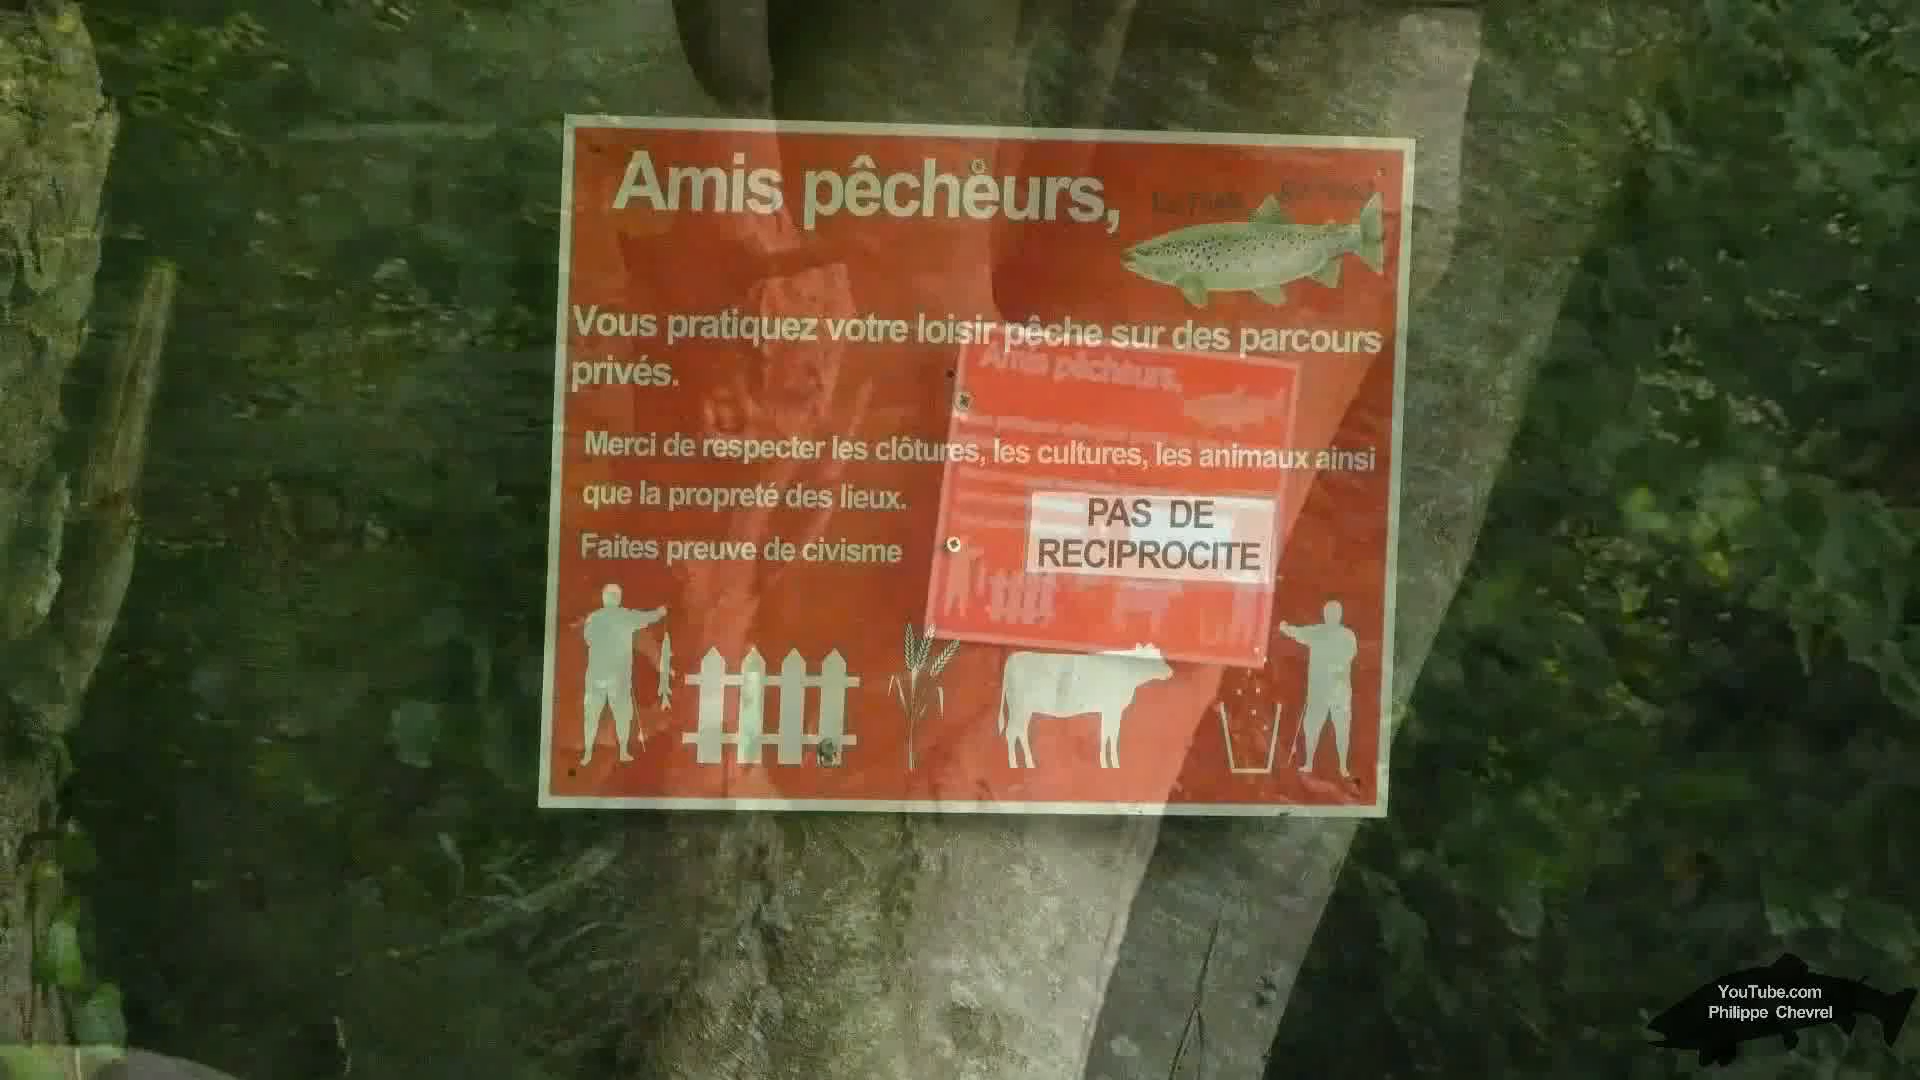 Amis pêcheurs,
Vous pratiquez votre loisir pêche sur des parcours
privés.
Amis pêcheurs,
Merci de respecter les clôtures, les cultures, les animaux ainsi
que la propreté des lieux.
Faites preuve de civisme
PAS DE
RECIPROCITE
YouTube.com
Philippe Chevrel